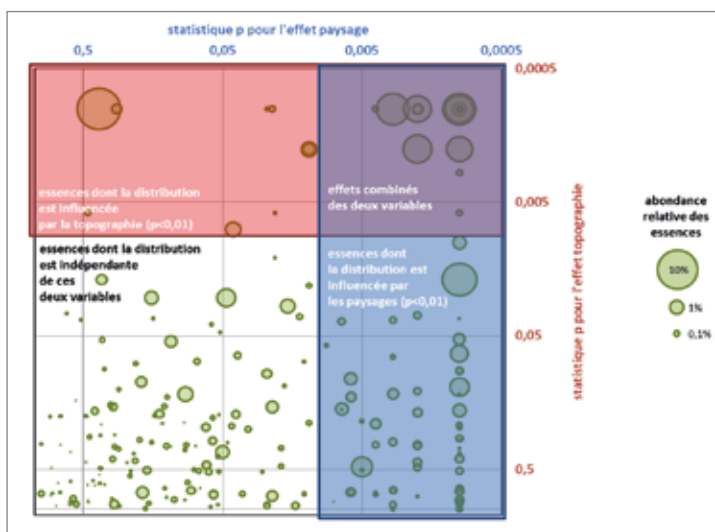 statistique p pour l'effet paysage
0,5 0,05 0,005 0,0005
0,0005
essences dont la distribution
est influencée
par la topographie (p<0,01)
effets combinés
des deux variables
0,005
essences dont la distribution
est indépendante
de ces
deux variables
essences dont
la distribution est
influencée par
les paysages (p<0,01)
0,05
0,5
statistique p pour l'effet topographie
abondance
relative des
essences
10%
1%
0,1%